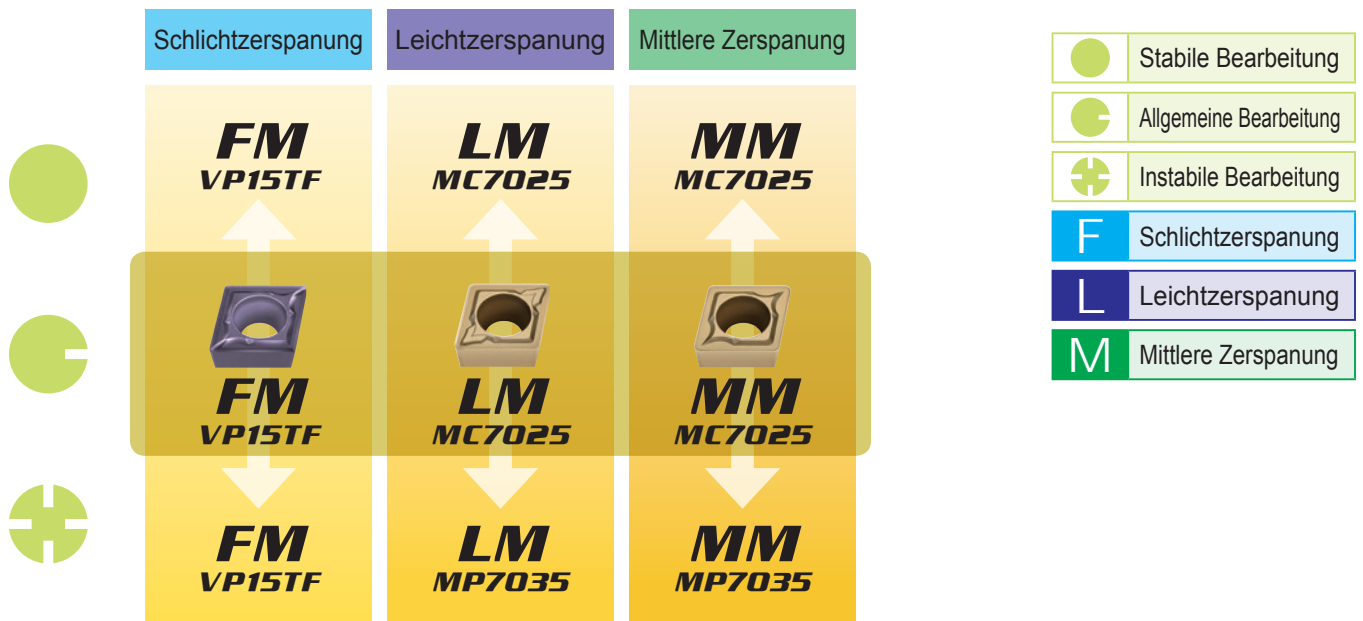 Schlichtzerspanung
Leichtzerspanung
Mittlere Zerspanung
FM
VP15TF
LM
MC7025
MM
MC7025
FM
VP15TF
LM
MC7025
MM
MC7025
FM
VP15TF
LM
MP7035
MM
MP7035
Stabile Bearbeitung
Allgemeine Bearbeitung
Instabile Bearbeitung
F Schlichtzerspanung
L Leichtzerspanung
M Mittlere Zerspanung